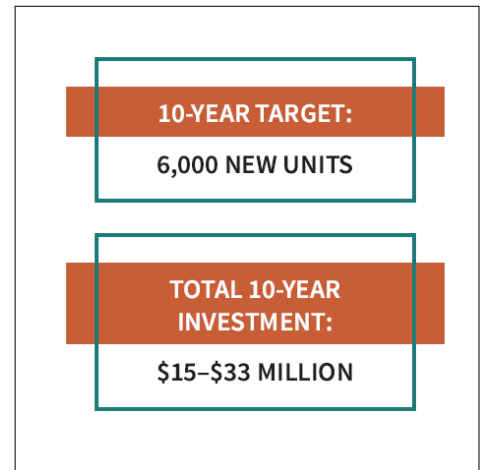 10-YEAR TARGET:
6,000 NEW UNITS
TOTAL 10-YEAR
INVESTMENT:
$15–$33 MILLION